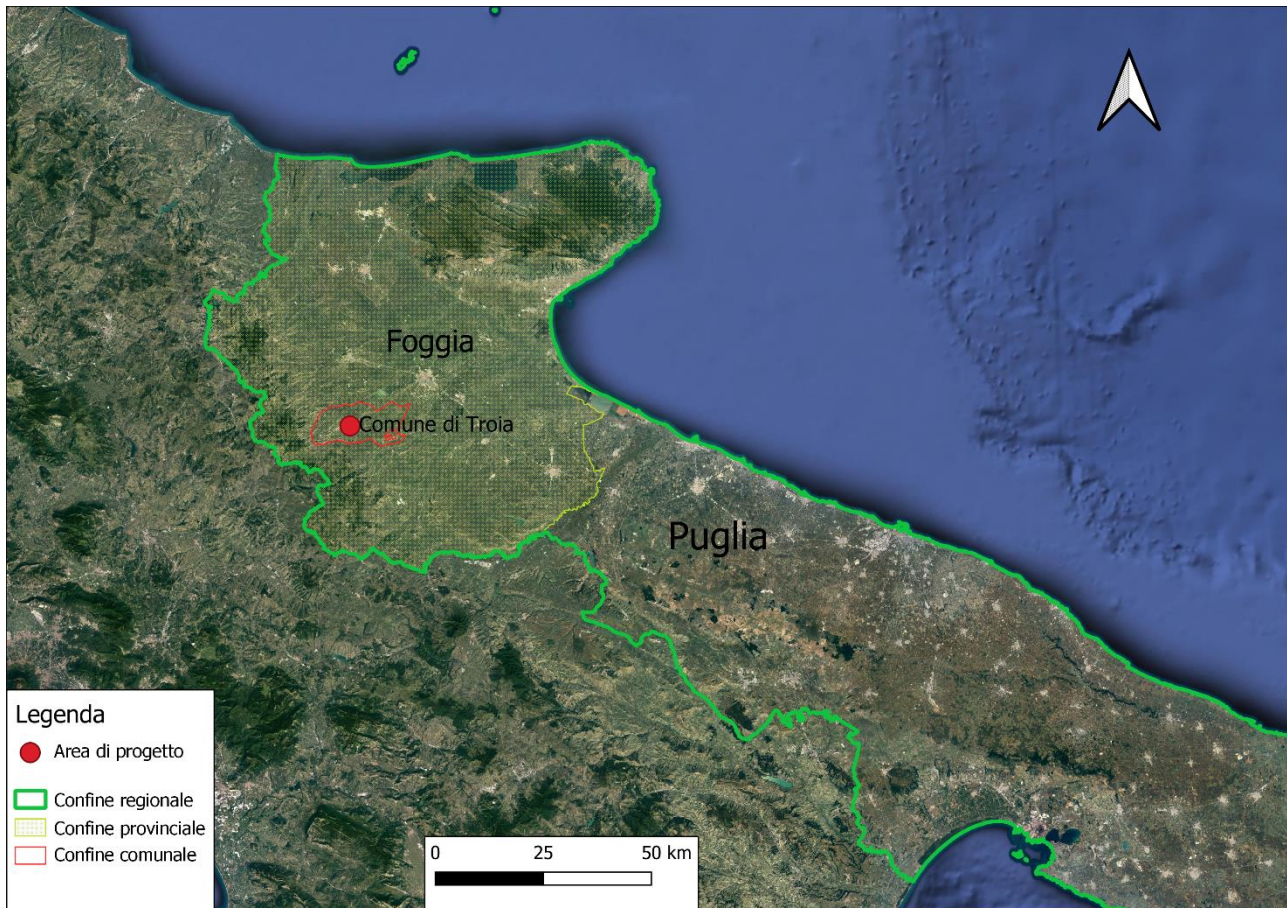 Foggia
Comune di Troia
Puglia
Legenda
Area di progetto
Confine regionale
Confine provinciale
Confine comunale
0 25 50 km